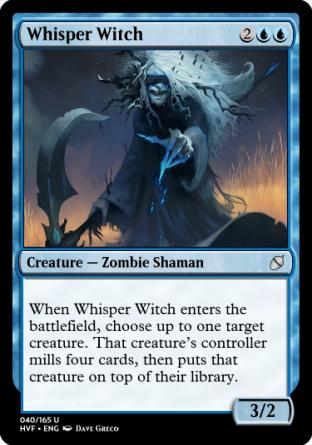 Whisper Witch 2
Creature — Zombie Shaman
When Whisper Witch enters the
battlefield, choose up to one target
creature. That creature's controller
mills four cards, then puts that
creature on top of their library.
3/2
040/165 U
HVF • ENG Dave Greco